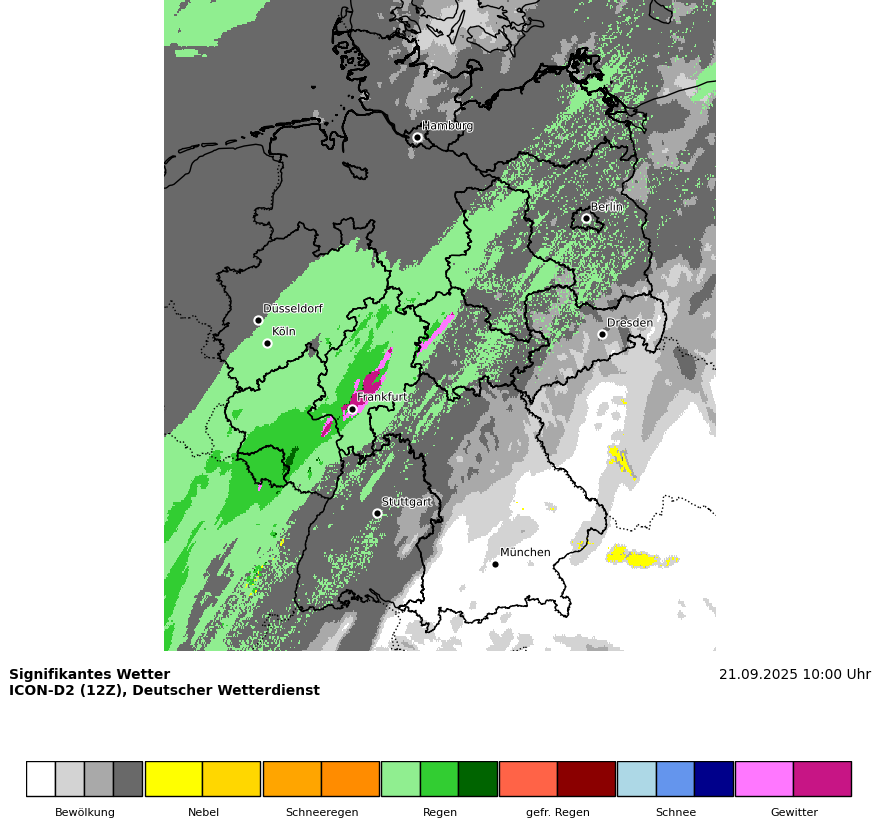 Hamburg
Berlin
Düsseldorf
Köln
Dresden
Frankfurt
Stuttgart
München
Signifikantes Wetter
21.09.2025 10:00 Uhr
ICON-D2 (12Z), Deutscher Wetterdienst
Bewölkung
Nebel
Schneeregen
Regen
gefr. Regen
Schnee
Gewitter